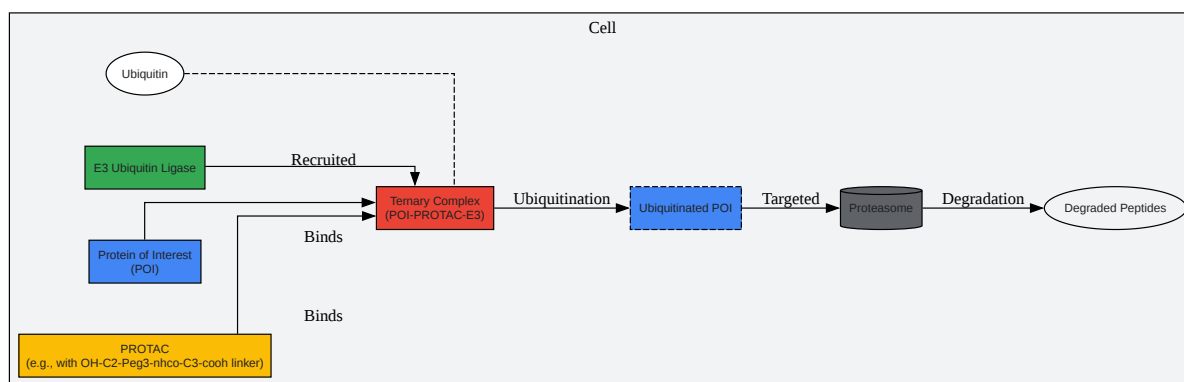 Cell
Ubiquitin
E3 Ubiquitin Ligase
Recruited
Ternary Complex
(POI-PROTAC-E3)
Ubiquitination
Ubiquitinated POI
Targeted
Proteasome
Degradation
Degraded Peptides
Binds
Protein of Interest
(POI)
Binds
PROTAC
(e.g., with OH-C2-Peg3-nhco-C3-cooh linker)